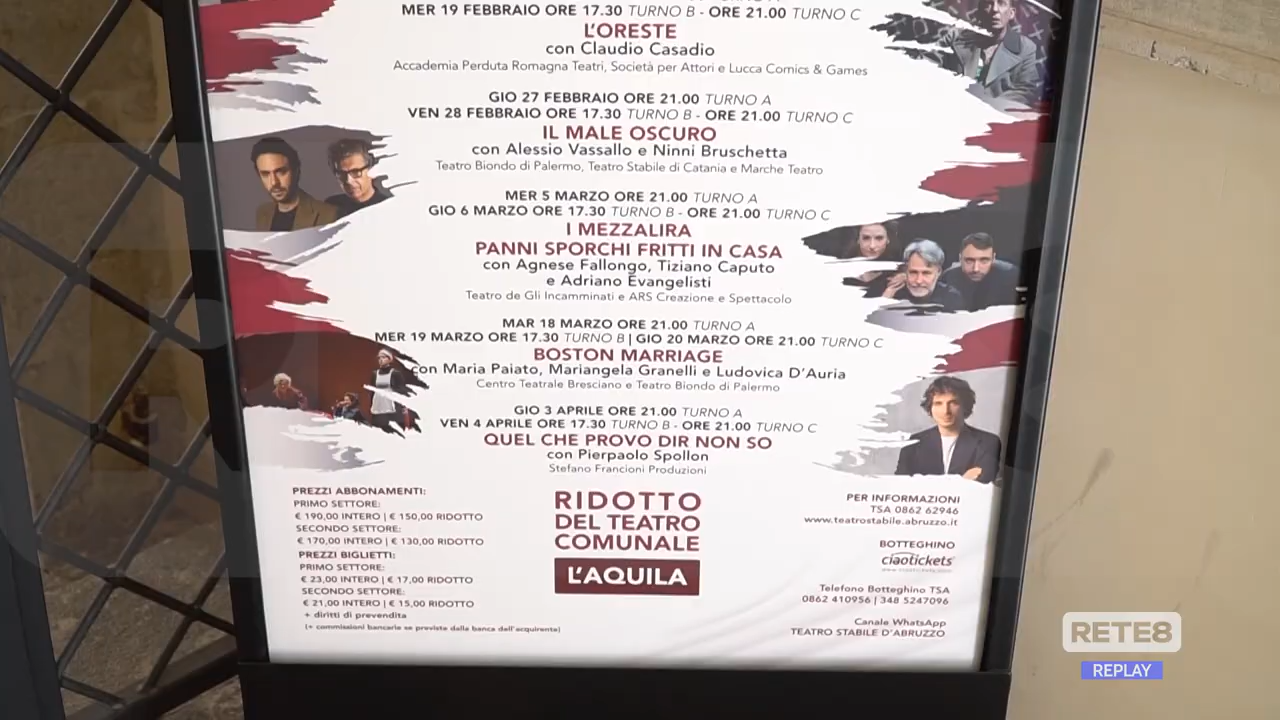 MER 19 FEBBRAIO ORE 17.30 TURNO B - ORE 21.00 TURNO C
L'ORESTE
con Claudio Casadio
Accademia Perduta Romagna Teatri, Società per Attori e Lucca Comics & Games
GIO 27 FEBBRAIO ORE 21.00 TURNO A
VEN 28 FEBBRAIO ORE 17.30 TURNO B - ORE 21.00 TURNO C
IL MALE OSCURO
con Alessio Vassallo e Ninni Bruschetta
Teatro Biondo di Palermo, Teatro Stabile di Catania e Marche Teatro
MER 5 MARZO ORE 21.00 TURNO A
GIO 6 MARZO ORE 17.30 TURNO B - ORE 21.00 TURNO C
I MEZZALIRA
PANNI SPORCHI FRITTI IN CASA
con Agnese Fallongo, Tiziano Caputo
e Adriano Evangelisti
Teatro de Gli Incamminati e ARS Creazione e Spettacolo
MAR 18 MARZO ORE 21.00 TURNO A
MER 19 MARZO ORE 17.30 TURNO B | GIO 20 MARZO ORE 21.00 TURNO C
BOSTON MARRIAGE
con Maria Paiato, Mariangela Granelli e Ludovica D'Auria
Centro Teatrale Bresciano e Teatro Biondo di Palermo
GIO 3 APRILE ORE 21.00 TURNO A
VEN 4 APRILE ORE 17.30 TURNO B - ORE 21.00 TURNO C
QUEL CHE PROVO DIR NON SO
con Pierpaolo Spollon
Stefano Francioni Produzioni
PREZZI ABBONAMENTI:
PRIMO SETTORE:
€ 190,00 INTERO | € 150,00 RIDOTTO
SECONDO SETTORE:
€ 170,00 INTERO | € 130,00 RIDOTTO
PREZZI BIGLIETTI:
PRIMO SETTORE:
€ 23,00 INTERO | € 17,00 RIDOTTO
SECONDO SETTORE:
€ 21,00 INTERO | € 15,00 RIDOTTO
+ diritti di prevendita
(+ commissioni bancarie se previste dalla banca dell'acquirente)
RIDOTTO
DEL TEATRO
COMUNALE
L'AQUILA
PER INFORMAZIONI
TSA 0862 62946
www.teatrostabile.abruzzo.it
BOTTEGHINO
ciaotickets
Telefono Botteghino TSA
0862 410956 | 348 5247096
Canale WhatsApp
TEATRO STABILE D'ABRUZZO
RETE8
REPLAY